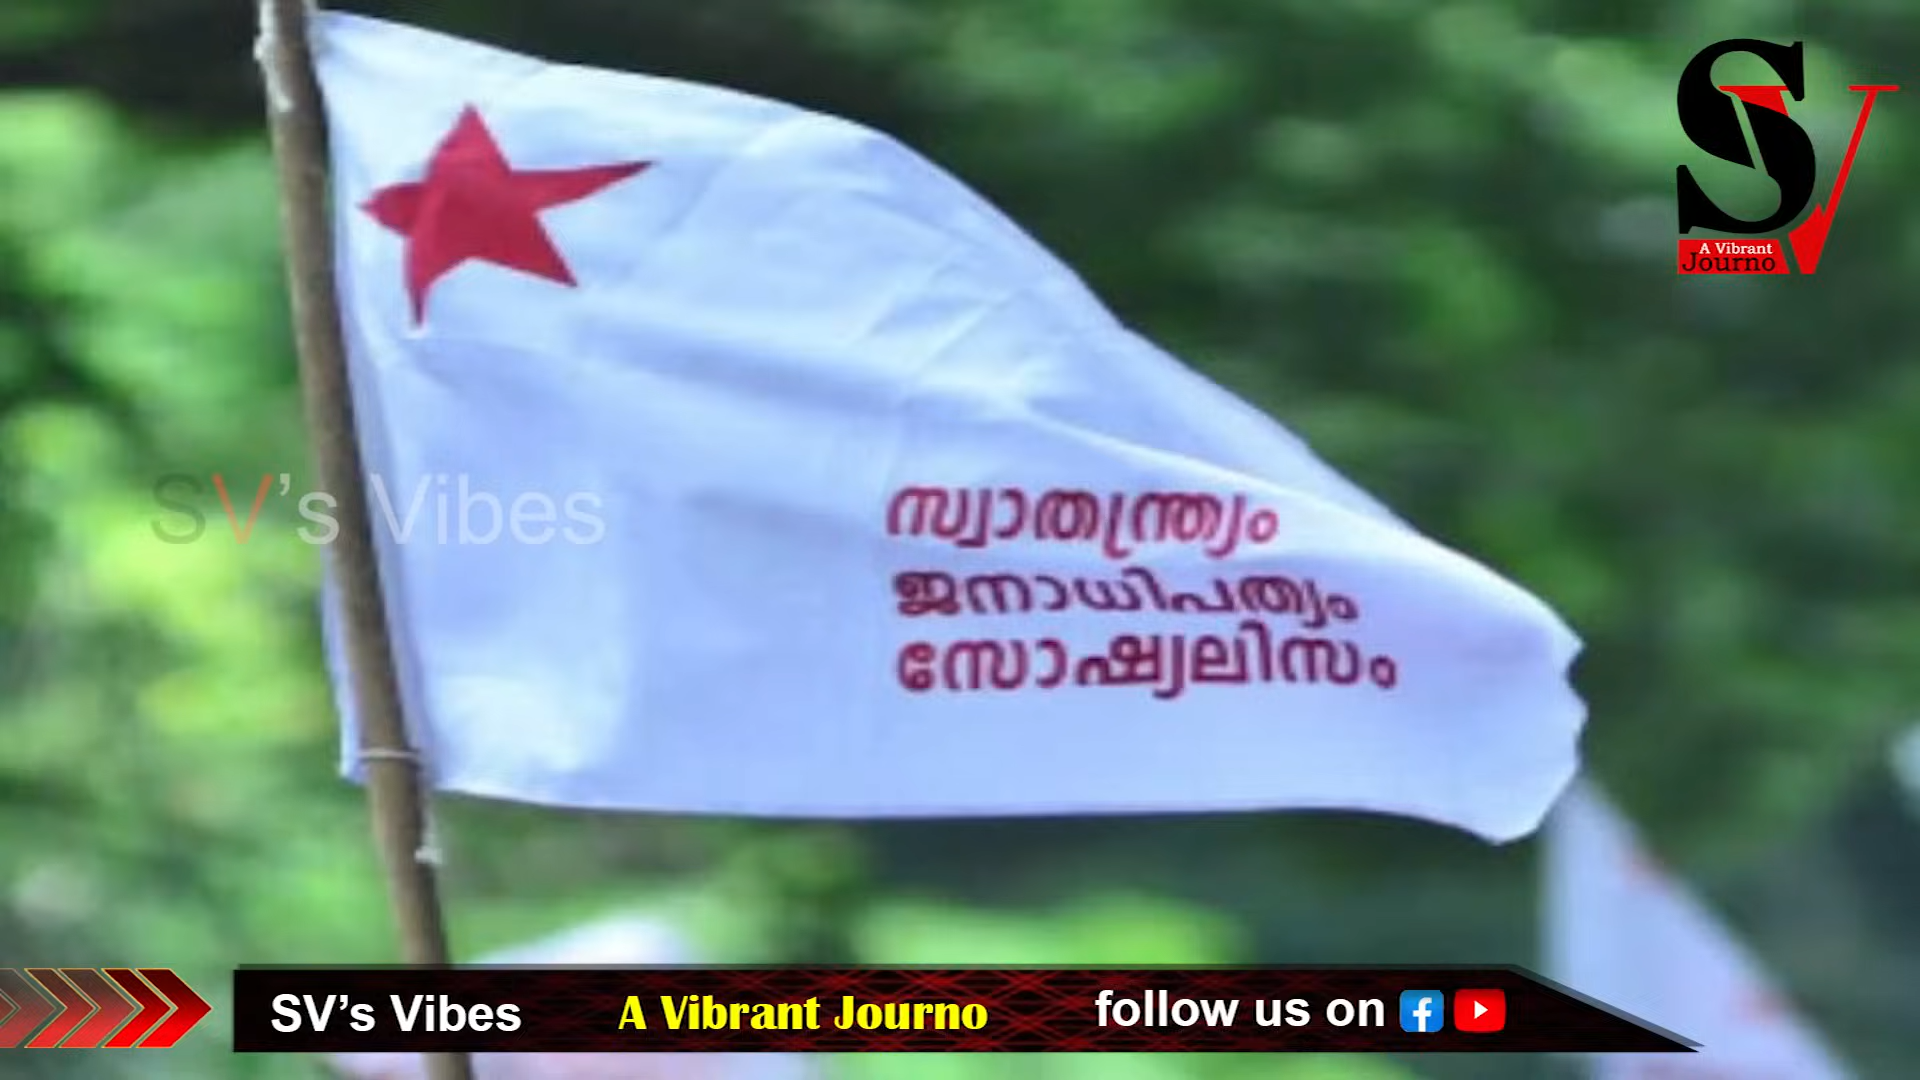 SV
A Vibrant
Journo
സ്വാതന്ത്ര്യം
ജനാധിപത്യം
സോഷ്യലിസം
SV's Vibes
SV's Vibes A Vibrant Journo follow us on